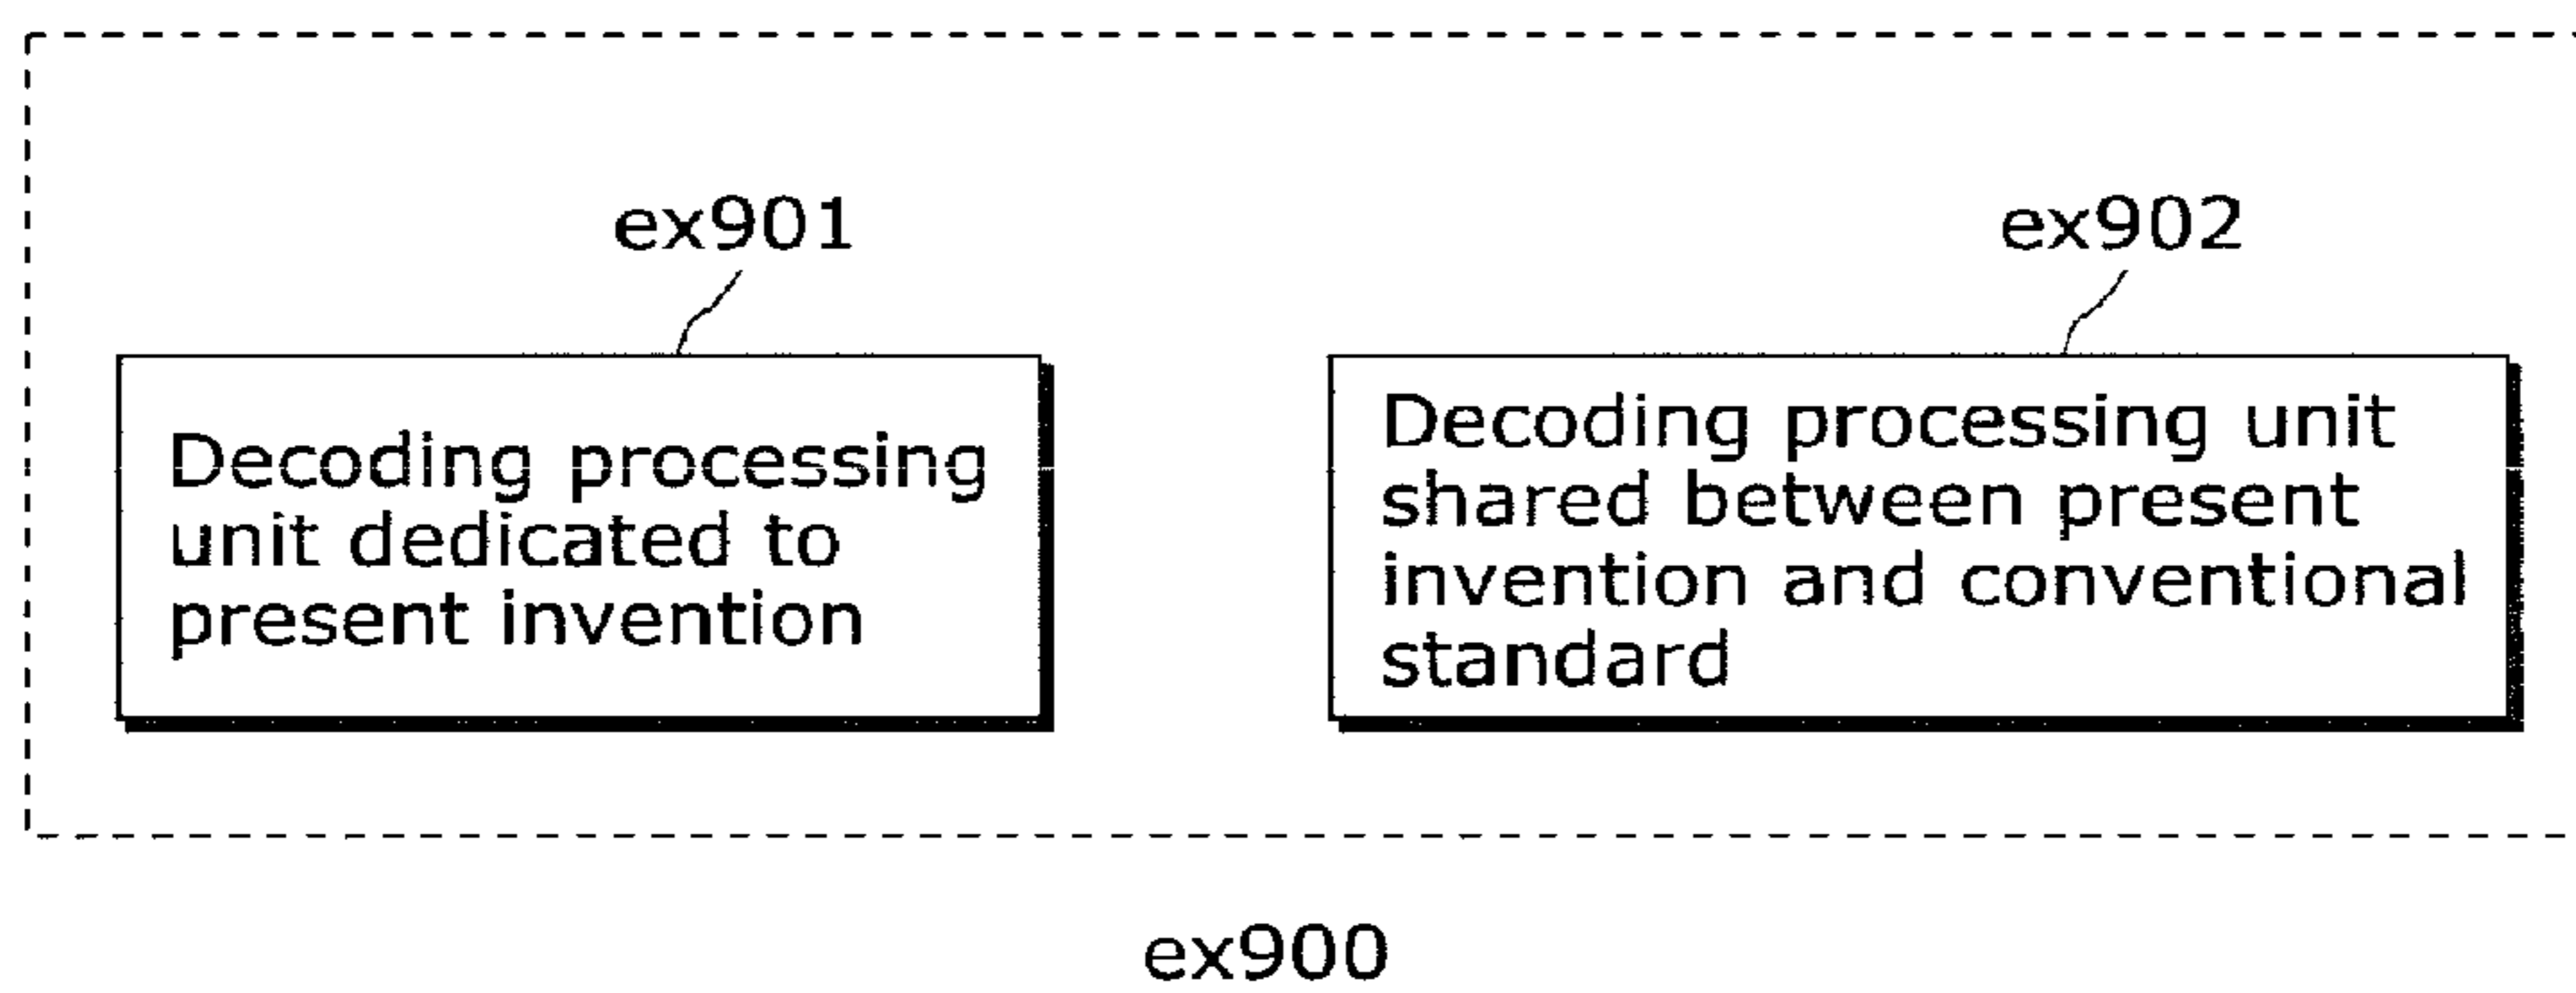 ex901
Decoding processing
unit dedicated to
present invention
ex902
Decoding processing unit
shared between present
invention and conventional
standard
ex900